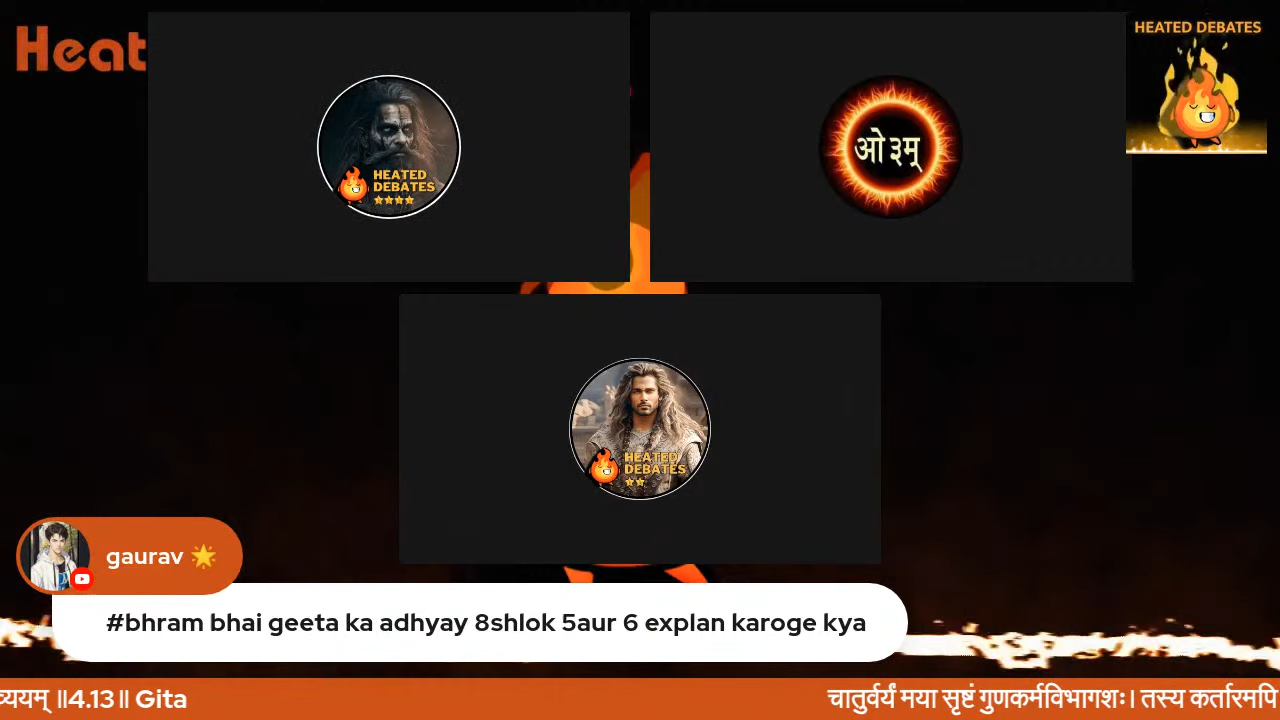 Heat
HEATED DEBATES
HEATED
DEBATES
ओ३म्
HEATED
DEBATES
gaurav
#bhram bhai geeta ka adhyay 8shlok 5aur 6 explan karoge kya
व्ययम् ॥4.13॥ Gita
चातुर्वर्यं मया सृष्टं गुणकर्मविभागशः। तस्य कर्तारमपि